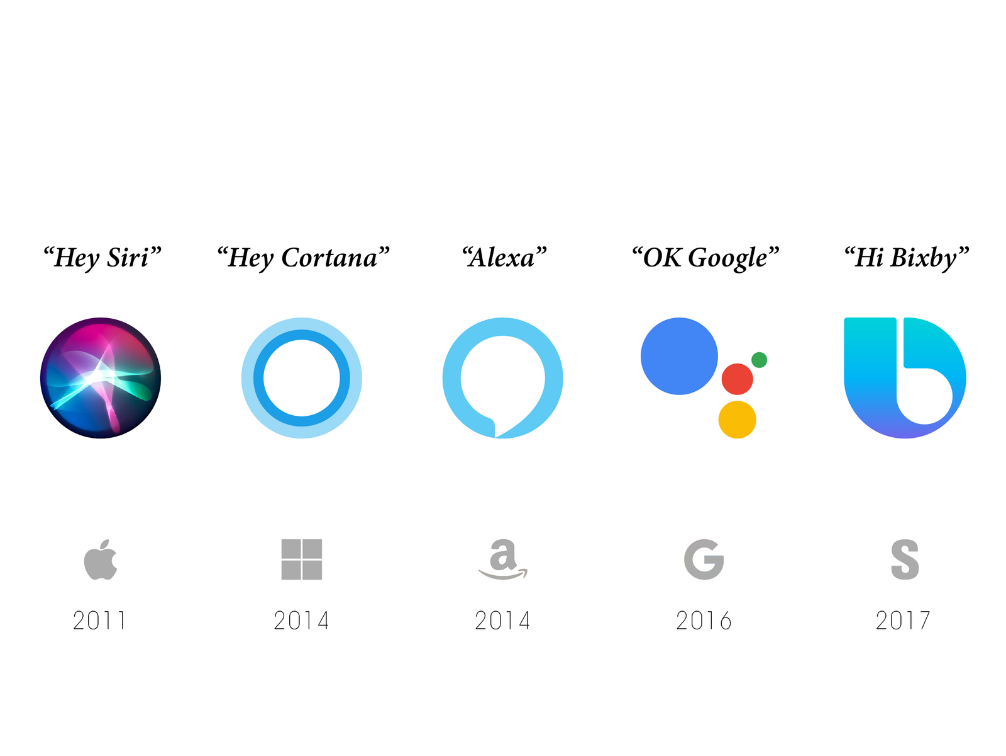 “Hey Siri” “Hey Cortana” “Alexa” “OK Google” “Hi Bixby”
a G S
2011 2014 2014 2016 2017